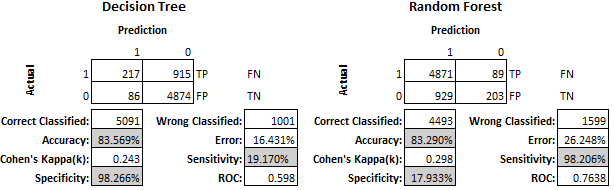 Decision Tree Random Forest
Prediction Prediction
1 0 1 0
Actual 1 217 915 TP FN Actual 1 4871 89 TP FN
0 86 4874 FP TN 0 929 203 FP TN
Correct Classified: 5091 Wrong Classified: 1001 Correct Classified: 4493 Wrong Classified: 1599
Accuracy: 83.569% Error: 16.431% Accuracy: 83.290% Error: 26.248%
Cohen's Kappa(k): 0.243 Sensitivity: 19.170% Cohen's Kappa(k): 0.298 Sensitivity: 98.206%
Specificity: 98.266% ROC: 0.598 Specificity: 17.933% ROC: 0.7638